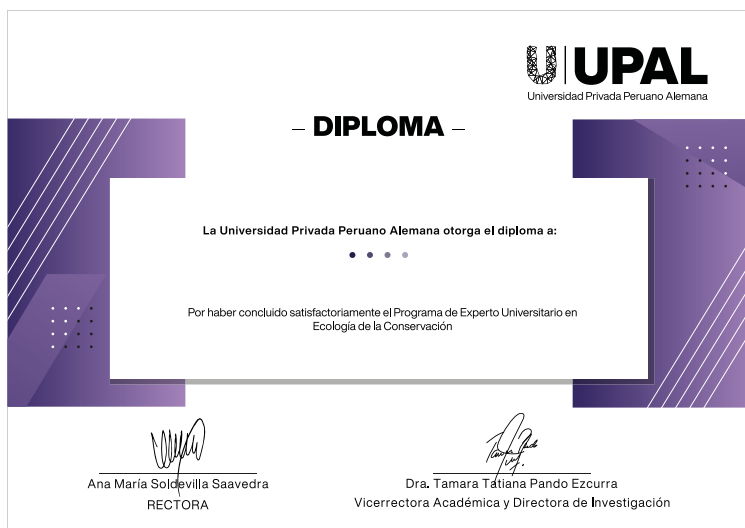 UPAL
Universidad Privada Peruano Alemana
– DIPLOMA –
La Universidad Privada Peruano Alemana otorga el diploma a:
Por haber concluido satisfactoriamente el Programa de Experto Universitario en
Ecología de la Conservación
Ana María Soldevilla Saavedra
RECTORA
Dra. Tamara Tatiana Pando Ezcurra
Vicerrectora Académica y Directora de Investigación